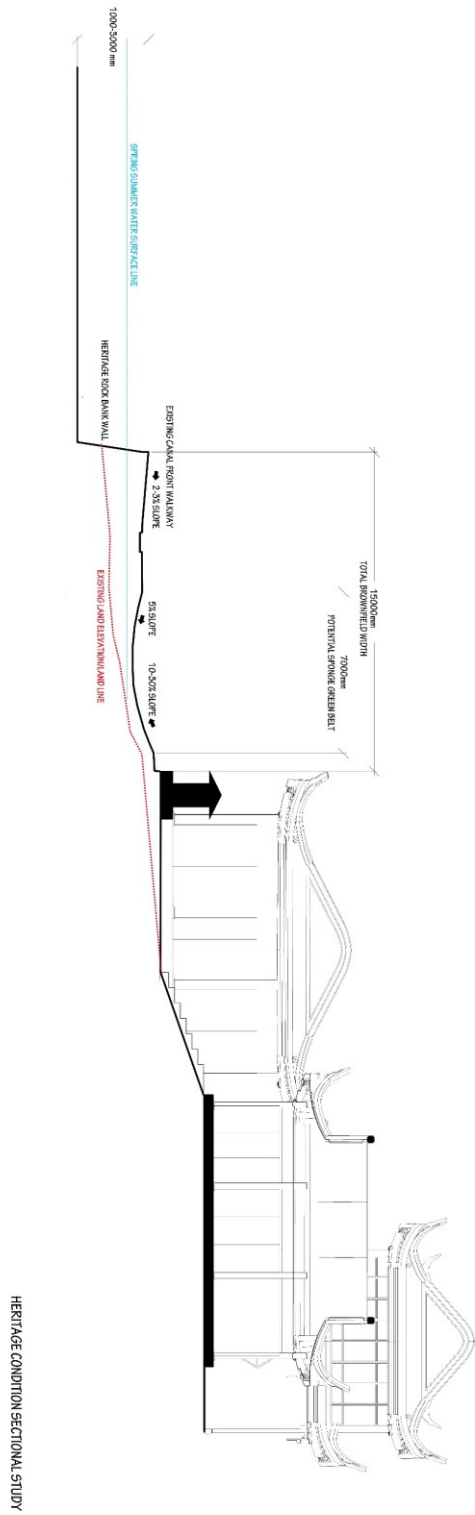 1000-3000 mm
SPRING SUMMER WATER SURFACE LINE
HERITAGE ROCK BANK WALL
EXISTING CANAL FRONT WALKWAY
2-3% SLOPE
EXISTING LAND ELEVATION/LAND LINE
5% SLOPE
10-30% SLOPE
15000mm
TOTAL BROWNFIELD WIDTH
7000mm
POTENTIAL SPONGE GREEN BELT
HERITAGE CONDITION SECTIONAL STUDY